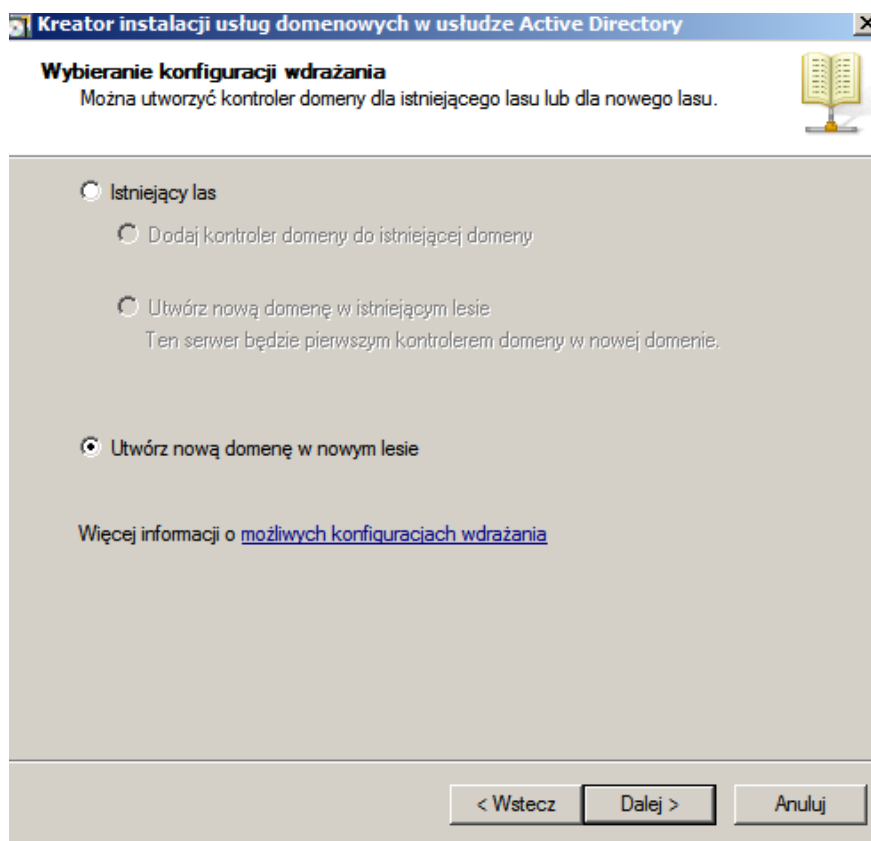 Kreator instalacji usług domenowych w usłudze Active Directory
Wybieranie konfiguracji wdrażania
Można utworzyć kontroler domeny dla istniejącego lasu lub dla nowego lasu.
Istniejący las
Dodaj kontroler domeny do istniejącej domeny
Utwórz nową domenę w istniejącym lesie
Ten serwer będzie pierwszym kontrolerem domeny w nowej domenie.
Utwórz nową domenę w nowym lesie
Więcej informacji o możliwych konfiguracjach wdrażania
< Wstecz Dalej > Anuluj